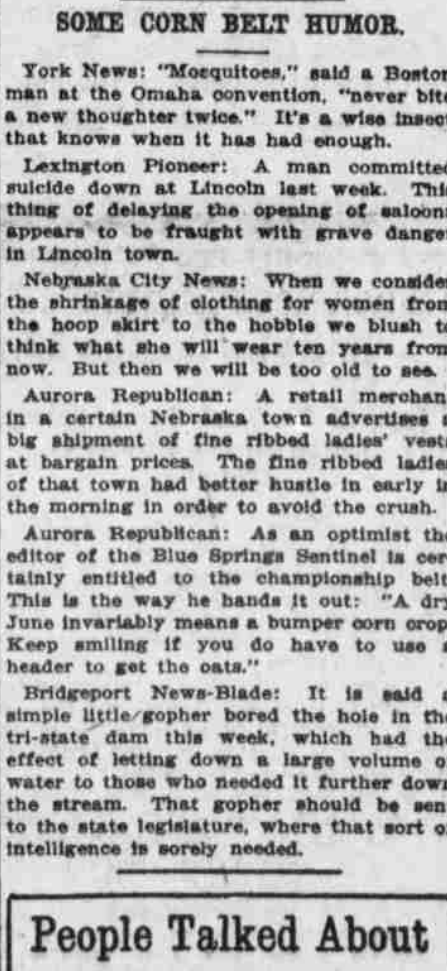 SOME CORN BELT HUMOR.
York News: "Mosquitoes," said a Boston
man at the Omaha convention, "never bite
a new thoughter twice." It's a wise insect
that knows when it has had enough.
Lexington Pioneer: A man committed
suicide down at Lincoln last week. This
thing of delaying the opening of saloons
appears to be fraught with grave danger
in Lincoln town.
Nebraska City News: When we consider
the shrinkage of clothing for women from
the hoop skirt to the hobble we blush to
think what she will wear ten years from
now. But then we will be too old to see.
Aurora Republican: A retail merchant
in a certain Nebraska town advertises a
big shipment of fine ribbed ladies' vests
at bargain prices. The fine ribbed ladies
of that town had better hustle in early in
the morning in order to avoid the crush.
Aurora Republican: As an optimist the
editor of the Blue Springs Sentinel is cer-
tainly entitled to the championship belt.
This is the way he hands it out: "A dry
June invariably means a bumper corn crop.
Keep smiling if you do have to use a
header to get the oats."
Bridgeport News-Blade: It is said a
simple little gopher bored the hole in the
tri-state dam this week, which had the
effect of letting down a large volume of
water to those who needed it further down
the stream. That gopher should be sent
to the state legislature, where that sort of
intelligence is sorely needed.
People Talked About